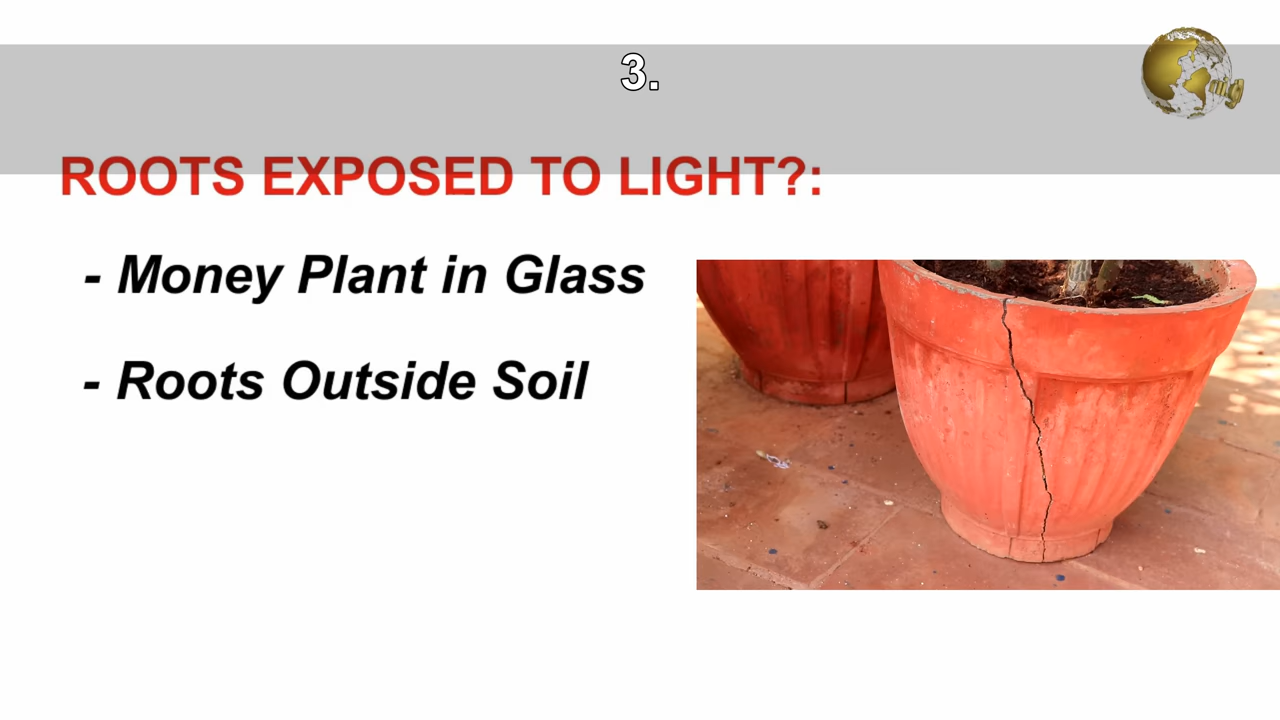 3.
ROOTS EXPOSED TO LIGHT?:
- Money Plant in Glass
- Roots Outside Soil